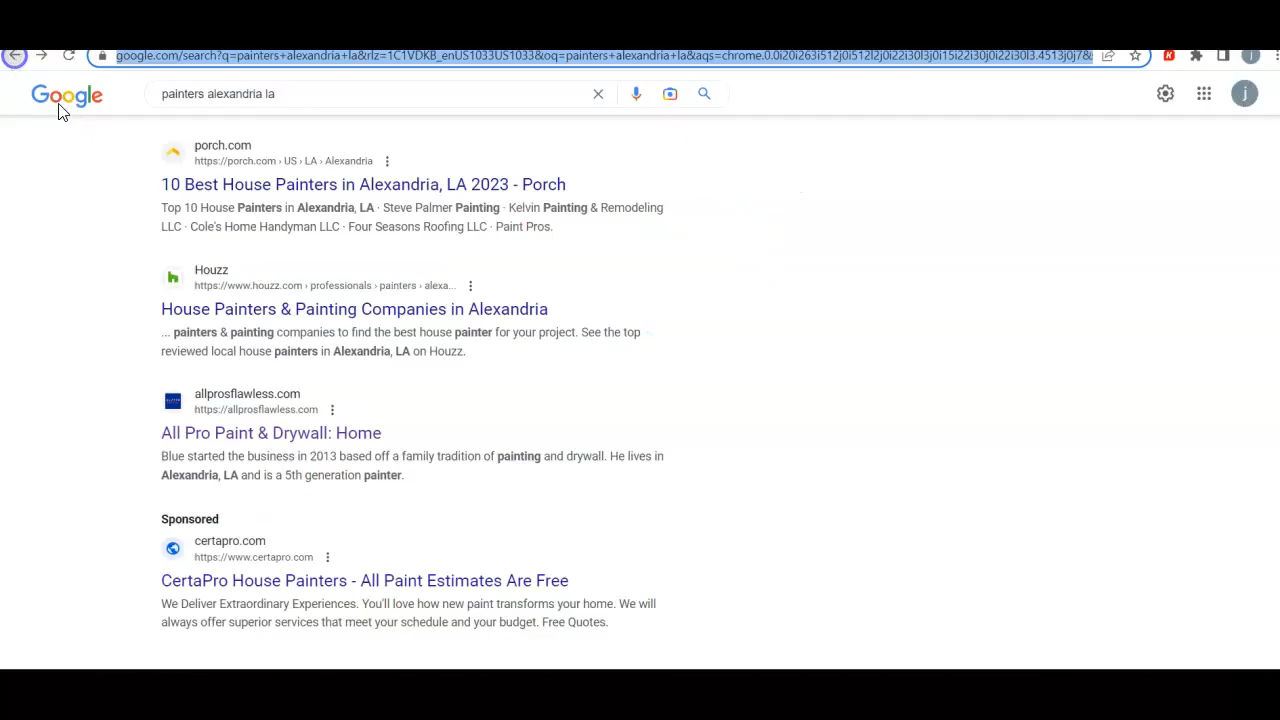 google.com/search?q=painters+alexandria+la&rlz=1C1VDKB_enUS1033US1033&oq=painters+alexandria+la&aqs=chrome.0.0i20i263i512j0i512l2j0i22i30l3j0i15i22i30j0i22i30l3.4513j0j7&
Google
painters alexandria la
j
porch.com
https://porch.com › US › LA › Alexandria
10 Best House Painters in Alexandria, LA 2023 - Porch
Top 10 House Painters in Alexandria, LA · Steve Palmer Painting · Kelvin Painting & Remodeling
LLC · Cole's Home Handyman LLC · Four Seasons Roofing LLC · Paint Pros.
Houzz
https://www.houzz.com › professionals › painters › alexa...
House Painters & Painting Companies in Alexandria
... painters & painting companies to find the best house painter for your project. See the top
reviewed local house painters in Alexandria, LA on Houzz.
allprosflawless.com
https://allprosflawless.com
All Pro Paint & Drywall: Home
Blue started the business in 2013 based off a family tradition of painting and drywall. He lives in
Alexandria, LA and is a 5th generation painter.
Sponsored
certapro.com
https://www.certapro.com
CertaPro House Painters - All Paint Estimates Are Free
We Deliver Extraordinary Experiences. You'll love how new paint transforms your home. We will
always offer superior services that meet your schedule and your budget. Free Quotes.